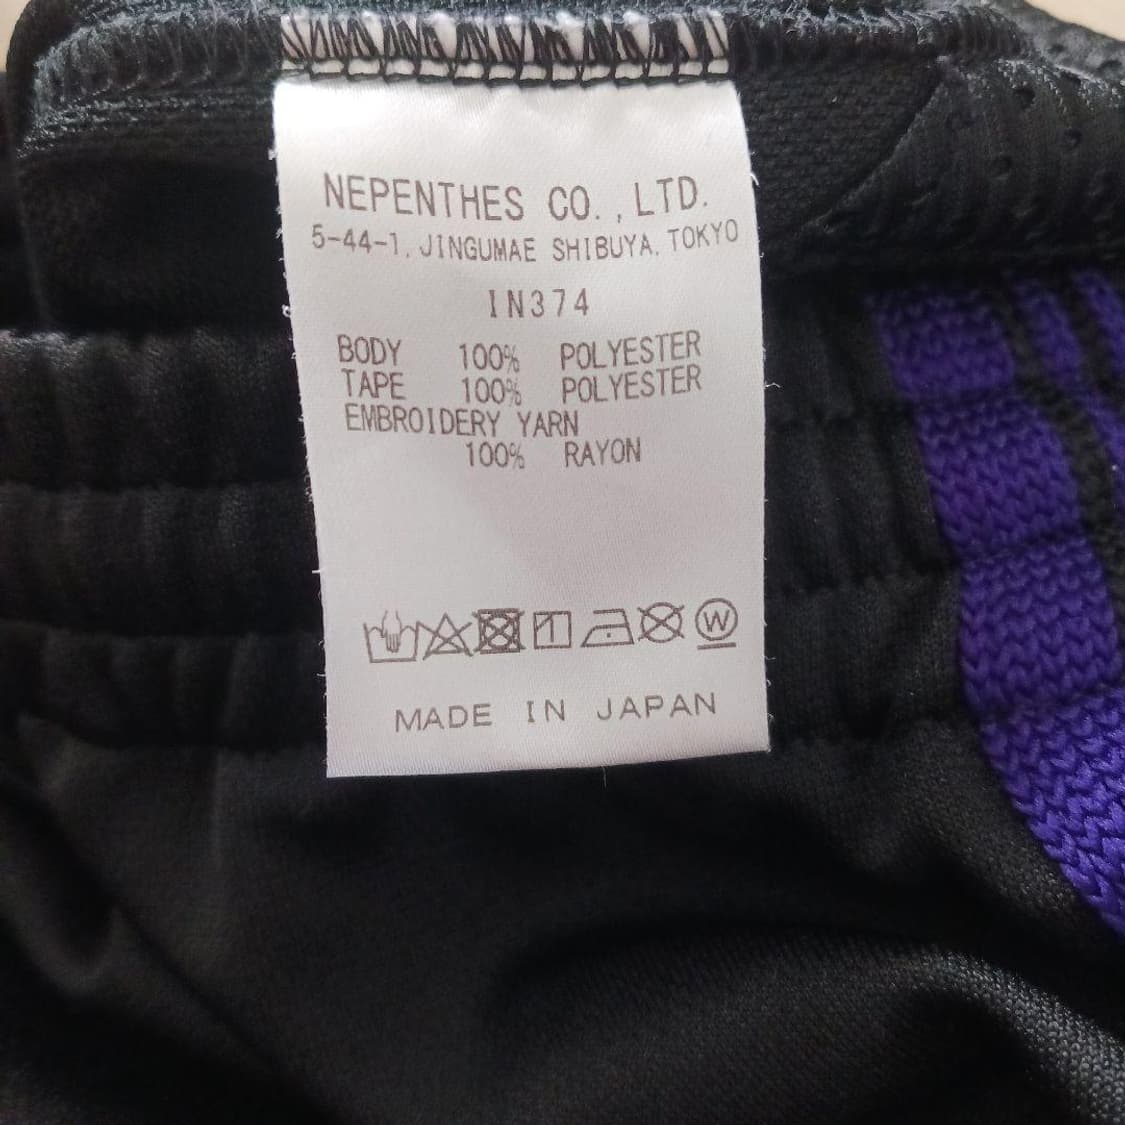 NEPENTHES CO., LTD.
5-44-1, JINGUMAE SHIBUYA, TOKYO
IN374
BODY 100% POLYESTER
TAPE 100% POLYESTER
EMBROIDERY YARN
100% RAYON
W
MADE IN JAPAN